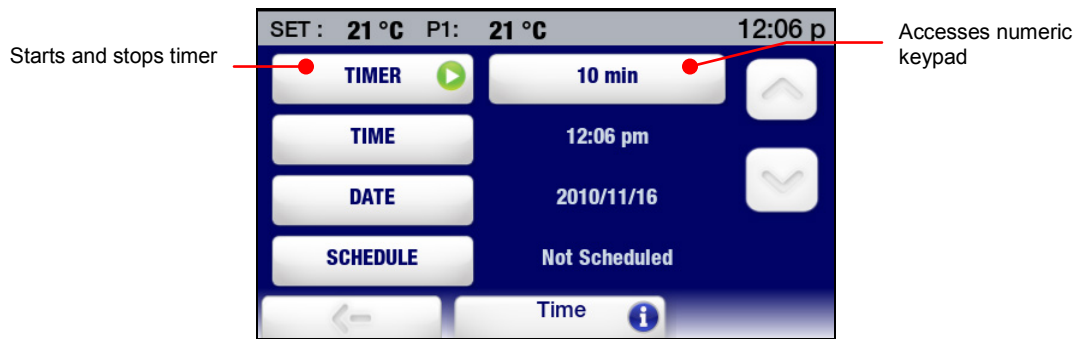 SET : 21 °C P1: 21 °C 12:06 p
Starts and stops timer
Accesses numeric
keypad
TIMER 10 min
TIME 12:06 pm
DATE 2010/11/16
SCHEDULE Not Scheduled
Time i